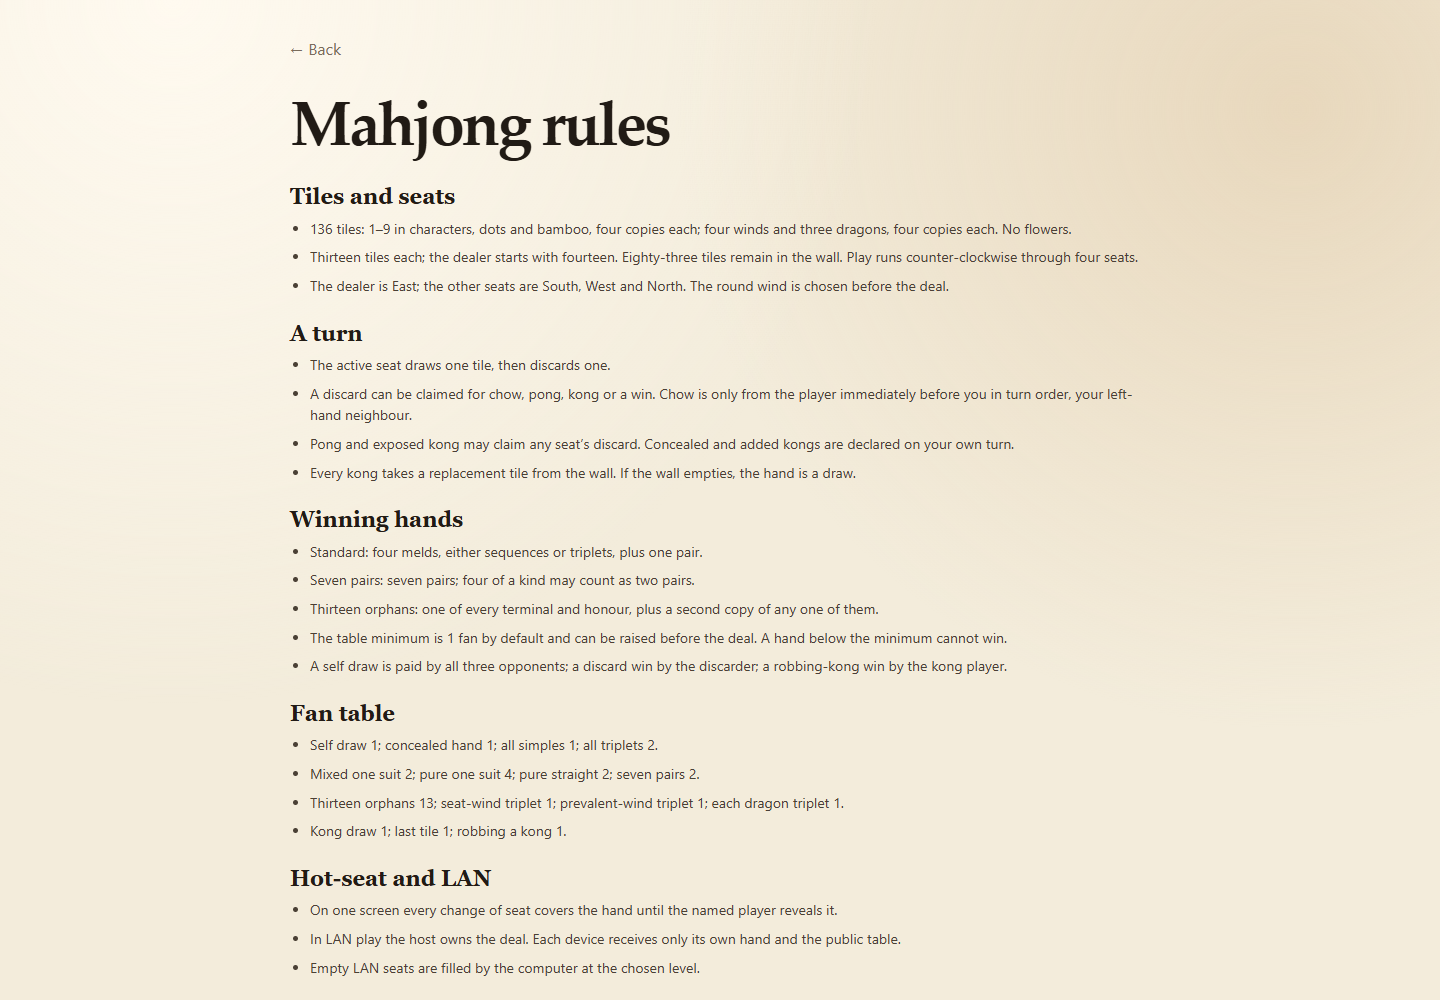 ← Back
Mahjong rules
Tiles and seats
• 136 tiles: 1–9 in characters, dots and bamboo, four copies each; four winds and three dragons, four copies each. No flowers.
• Thirteen tiles each; the dealer starts with fourteen. Eighty-three tiles remain in the wall. Play runs counter-clockwise through four seats.
• The dealer is East; the other seats are South, West and North. The round wind is chosen before the deal.
A turn
• The active seat draws one tile, then discards one.
• A discard can be claimed for chow, pong, kong or a win. Chow is only from the player immediately before you in turn order, your left-
hand neighbour.
• Pong and exposed kong may claim any seat’s discard. Concealed and added kongs are declared on your own turn.
• Every kong takes a replacement tile from the wall. If the wall empties, the hand is a draw.
Winning hands
• Standard: four melds, either sequences or triplets, plus one pair.
• Seven pairs: seven pairs; four of a kind may count as two pairs.
• Thirteen orphans: one of every terminal and honour, plus a second copy of any one of them.
• The table minimum is 1 fan by default and can be raised before the deal. A hand below the minimum cannot win.
• A self draw is paid by all three opponents; a discard win by the discarder; a robbing-kong win by the kong player.
Fan table
• Self draw 1; concealed hand 1; all simples 1; all triplets 2.
• Mixed one suit 2; pure one suit 4; pure straight 2; seven pairs 2.
• Thirteen orphans 13; seat-wind triplet 1; prevalent-wind triplet 1; each dragon triplet 1.
• Kong draw 1; last tile 1; robbing a kong 1.
Hot-seat and LAN
• On one screen every change of seat covers the hand until the named player reveals it.
• In LAN play the host owns the deal. Each device receives only its own hand and the public table.
• Empty LAN seats are filled by the computer at the chosen level.